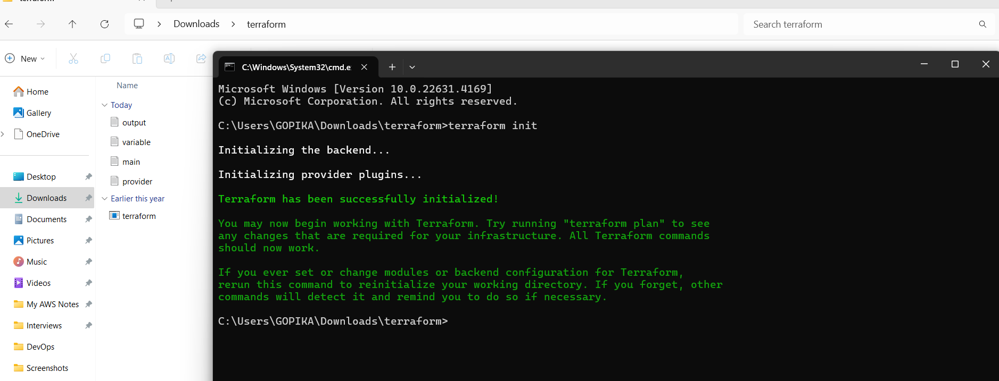 terraform
Downloads > terraform
Search terraform
New
C:\Windows\System32\cmd.e
Name
Home
Gallery
OneDrive
Desktop
Downloads
Documents
Pictures
Music
Videos
My AWS Notes
Interviews
DevOps
Screenshots
Today
output
variable
main
provider
Earlier this year
terraform
Microsoft Windows [Version 10.0.22631.4169]
(c) Microsoft Corporation. All rights reserved.
C:\Users\GOPIKA\Downloads\terraform>terraform init
Initializing the backend...
Initializing provider plugins...
Terraform has been successfully initialized!
You may now begin working with Terraform. Try running "terraform plan" to see
any changes that are required for your infrastructure. All Terraform commands
should now work.
If you ever set or change modules or backend configuration for Terraform,
rerun this command to reinitialize your working directory. If you forget, other
commands will detect it and remind you to do so if necessary.
C:\Users\GOPIKA\Downloads\terraform>